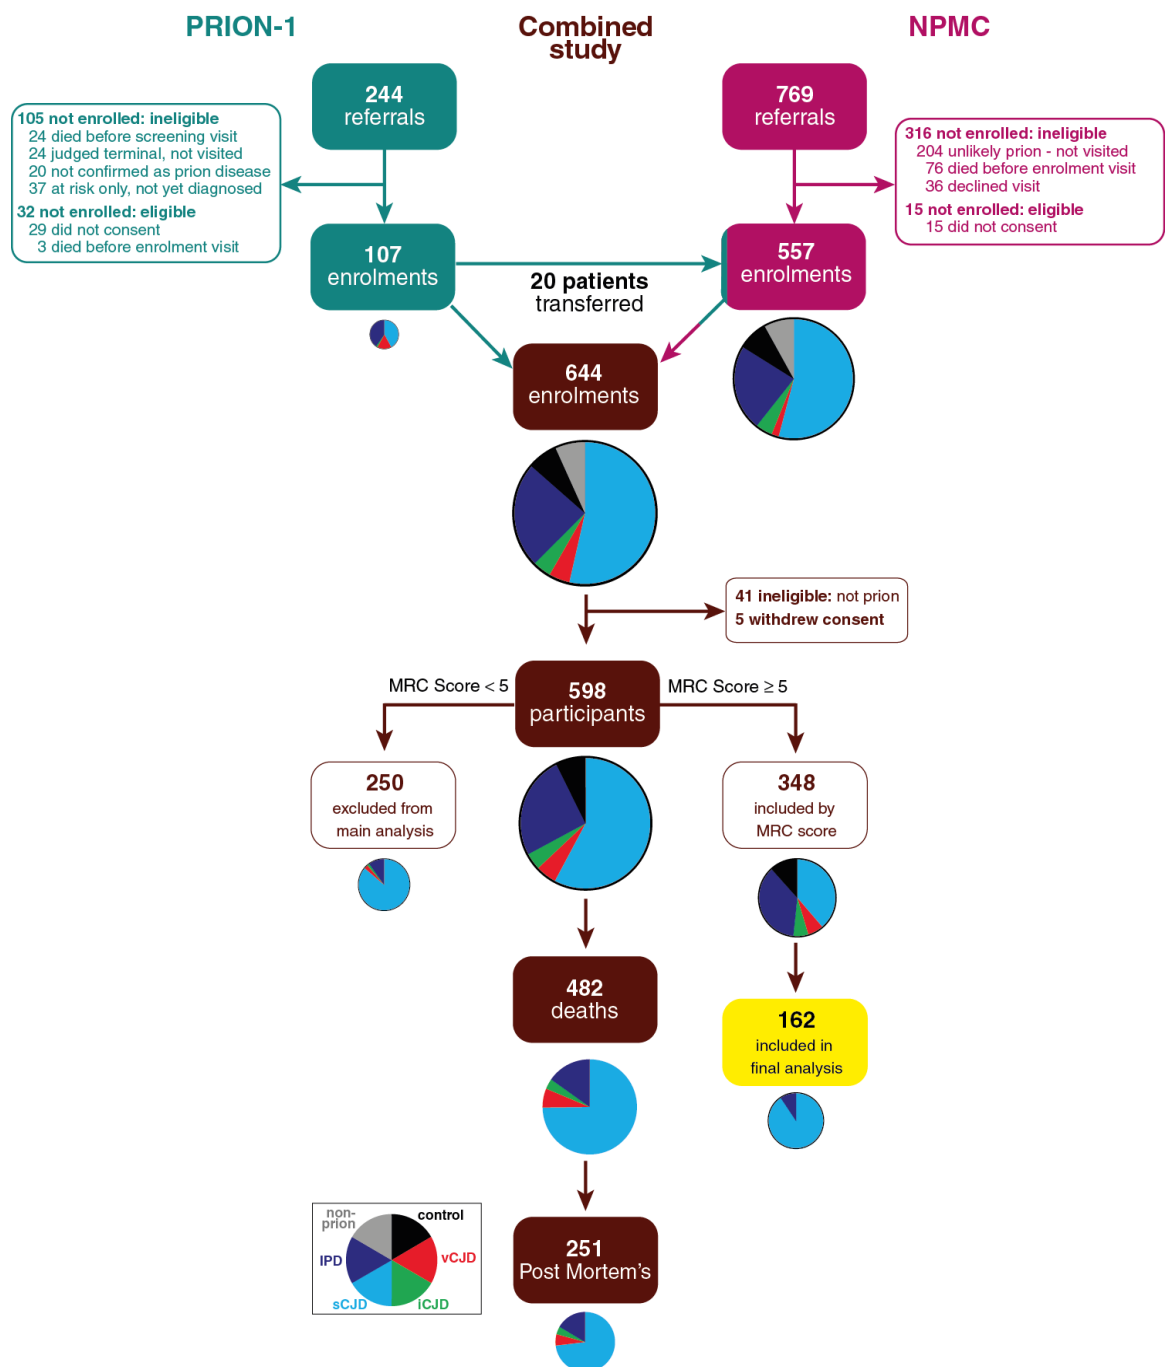 PRION-1
Combined
study
NPMC
244
referrals
769
referrals
105 not enrolled: ineligible
24 died before screening visit
24 judged terminal, not visited
20 not confirmed as prion disease
37 at risk only, not yet diagnosed
32 not enrolled: eligible
29 did not consent
3 died before enrolment visit
316 not enrolled: ineligible
204 unlikely prion - not visited
76 died before enrolment visit
36 declined visit
15 not enrolled: eligible
15 did not consent
107
enrolments
20 patients
transferred
557
enrolments
644
enrolments
41 ineligible: not prion
5 withdrew consent
MRC Score < 5
598
participants
MRC Score ≥ 5
250
excluded from
main analysis
348
included by
MRC score
482
deaths
162
included in
final analysis
non-
prion
control
IPD
vCJD
sCJD
iCJD
251
Post Mortem's